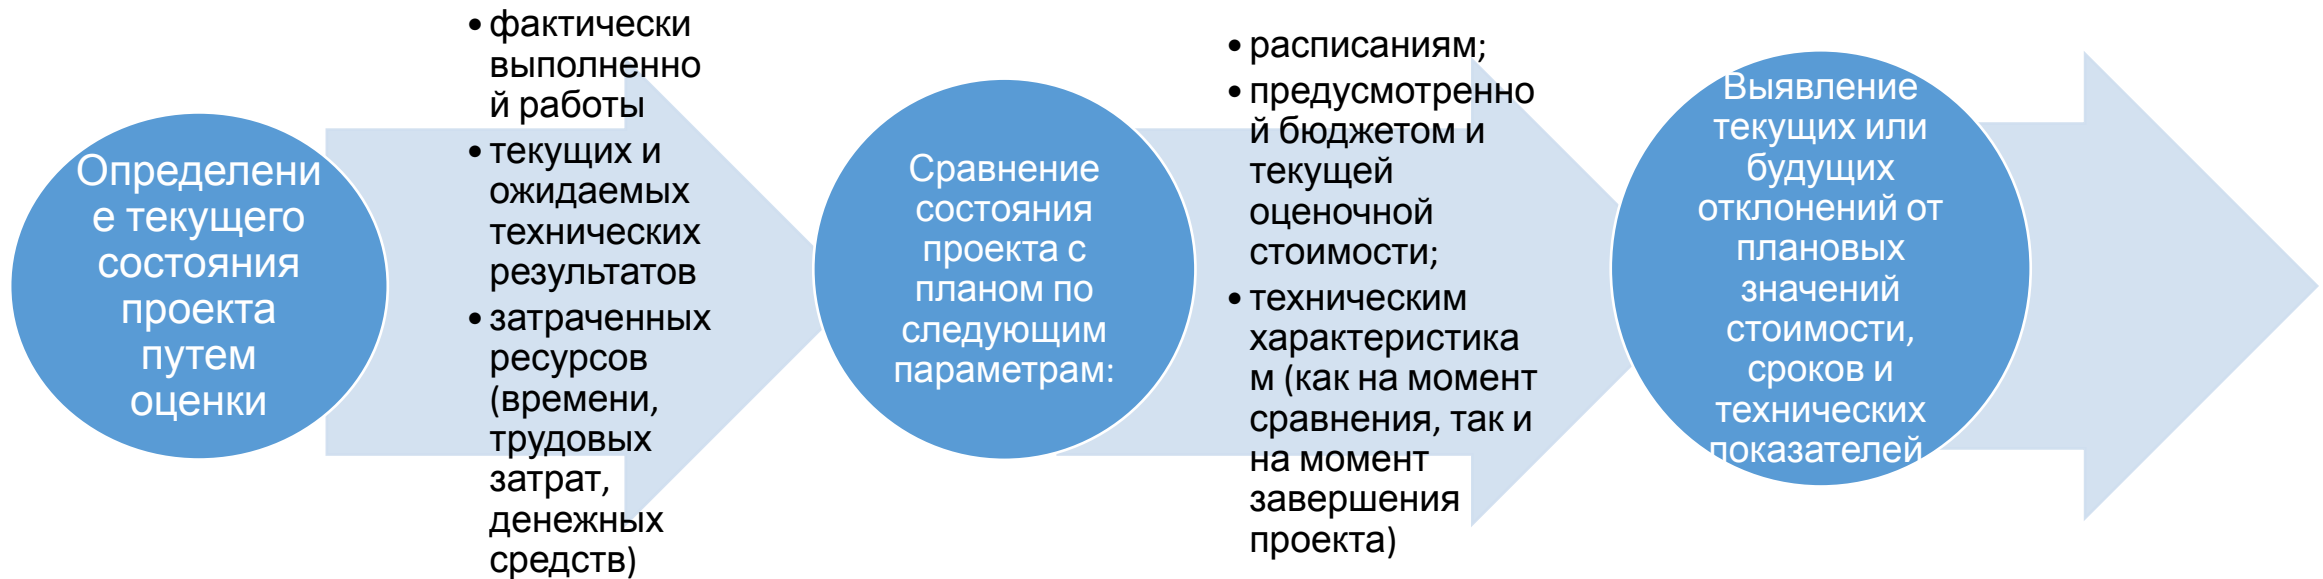 Определени
е текущего
состояния
проекта
путем
оценки
• фактически
выполненно
й работы
• текущих и
ожидаемых
технических
результатов
• затраченных
ресурсов
(времени,
трудовых
затрат,
денежных
средств)
Сравнение
состояния
проекта с
планом по
следующим
параметрам:
• расписаниям;
• предусмотренно
й бюджетом и
текущей
оценочной
стоимости;
• техническим
характеристика
м (как на момент
сравнения, так и
на момент
завершения
проекта)
Выявление
текущих или
будущих
отклонений от
плановых
значений
стоимости,
сроков и
технических
показателей